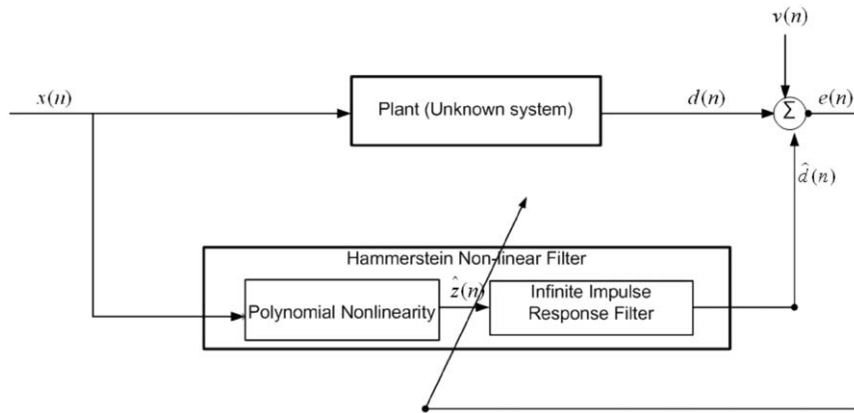 v(n)
x(n)
Plant (Unknown system)
d(n)
Σ
e(n)
d̂(n)
Hammerstein Non-linear Filter
Polynomial Nonlinearity
ẑ(n)
Infinite Impulse
Response Filter